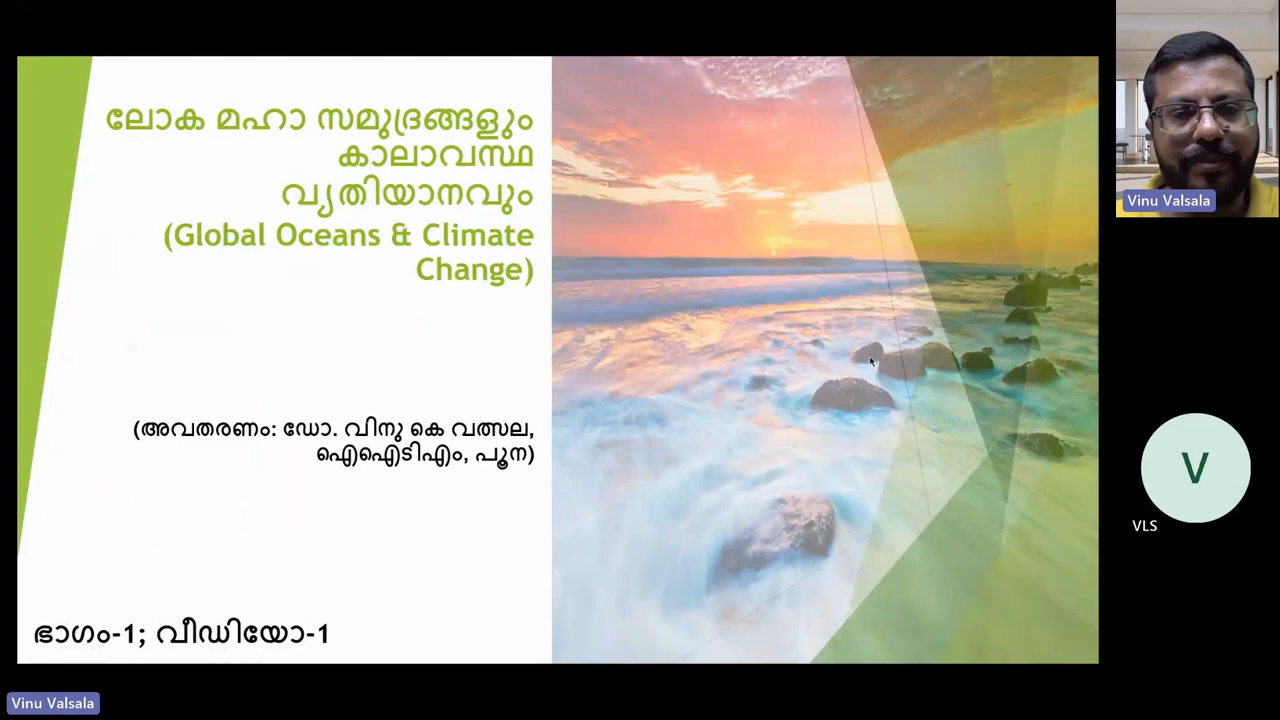 ലോക മഹാ സമുദ്രങ്ങളും
കാലാവസ്ഥ
വ്യതിയാനവും
(Global Oceans & Climate
Change)
(അവതരണം: ഡോ. വിനു കെ വത്സല,
ഐഐടിഎം, പൂന)
ഭാഗം-1; വീഡിയോ-1
Vinu Valsala
V
VLS
Vinu Valsala